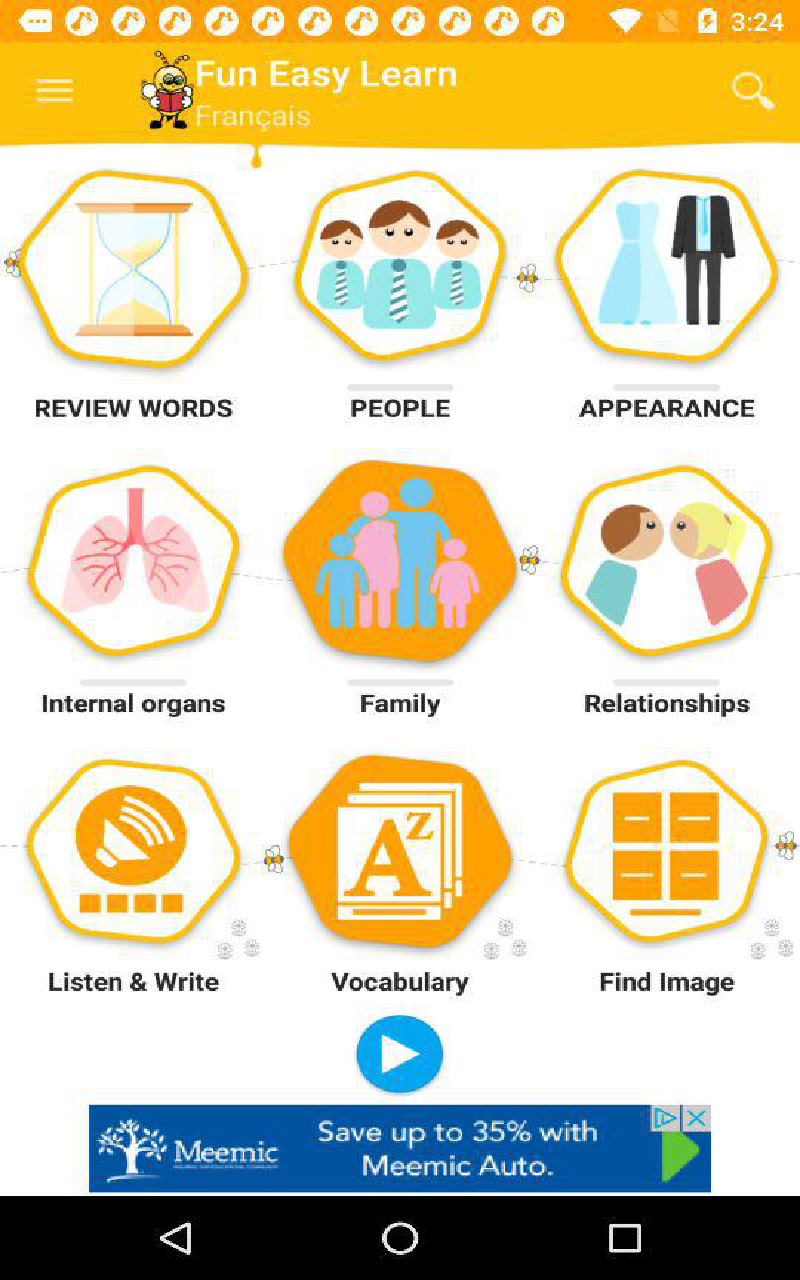 3:24
Fun Easy Learn
Français
REVIEW WORDS
PEOPLE
APPEARANCE
Internal organs
Family
Relationships
A Z
Listen & Write
Vocabulary
Find Image
Meemic
Save up to 35% with
Meemic Auto.